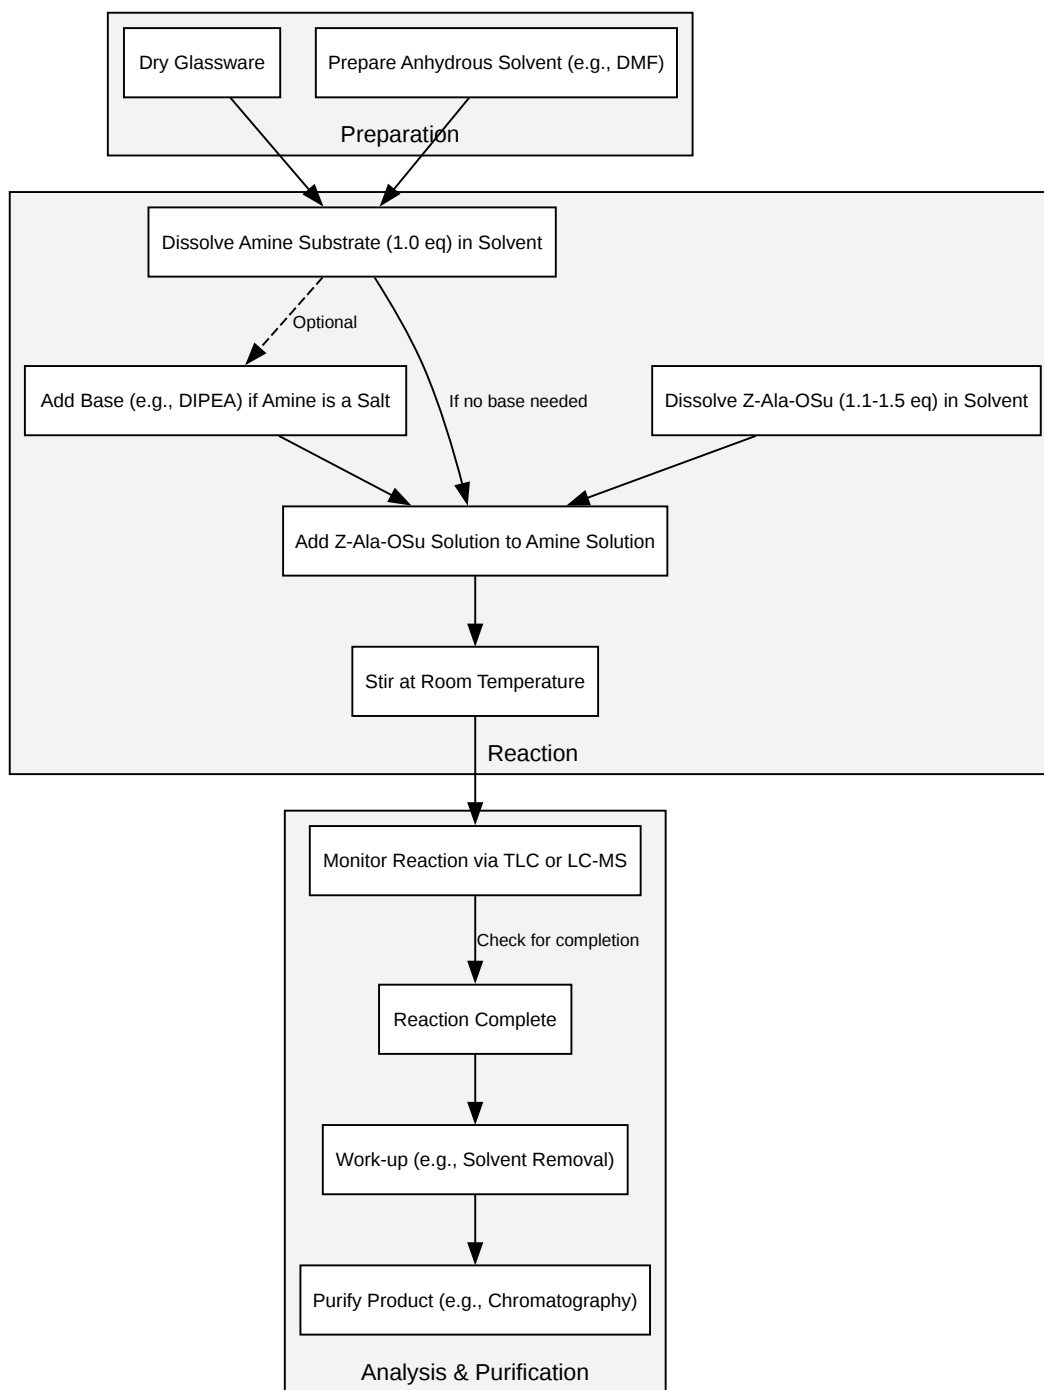 Dry Glassware
Prepare Anhydrous Solvent (e.g., DMF)
Preparation
Dissolve Amine Substrate (1.0 eq) in Solvent
Optional
Add Base (e.g., DIPEA) if Amine is a Salt
If no base needed
Dissolve Z-Ala-OSu (1.1-1.5 eq) in Solvent
Add Z-Ala-OSu Solution to Amine Solution
Stir at Room Temperature
Reaction
Monitor Reaction via TLC or LC-MS
Check for completion
Reaction Complete
Work-up (e.g., Solvent Removal)
Purify Product (e.g., Chromatography)
Analysis & Purification